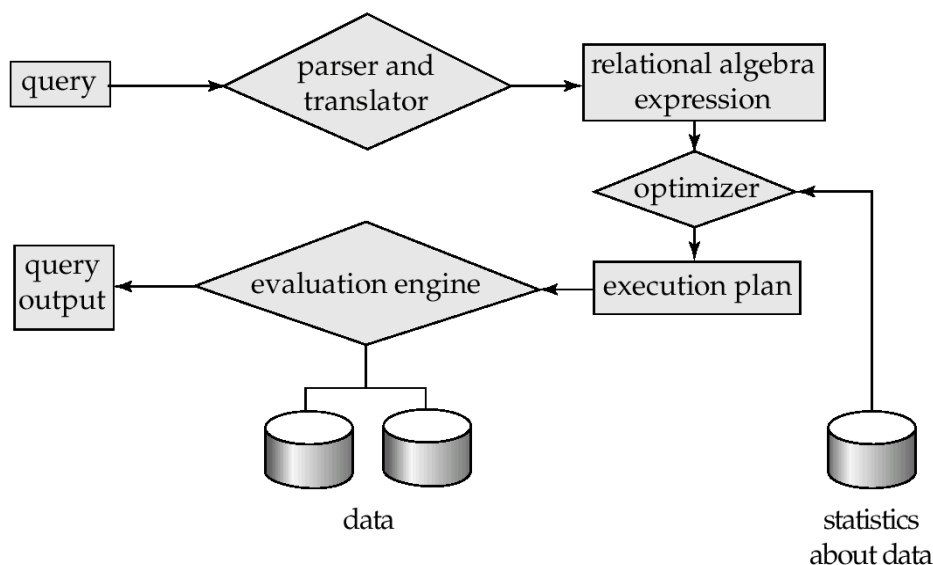 query
parser and
translator
relational algebra
expression
optimizer
query
output
evaluation engine
execution plan
data
statistics
about data